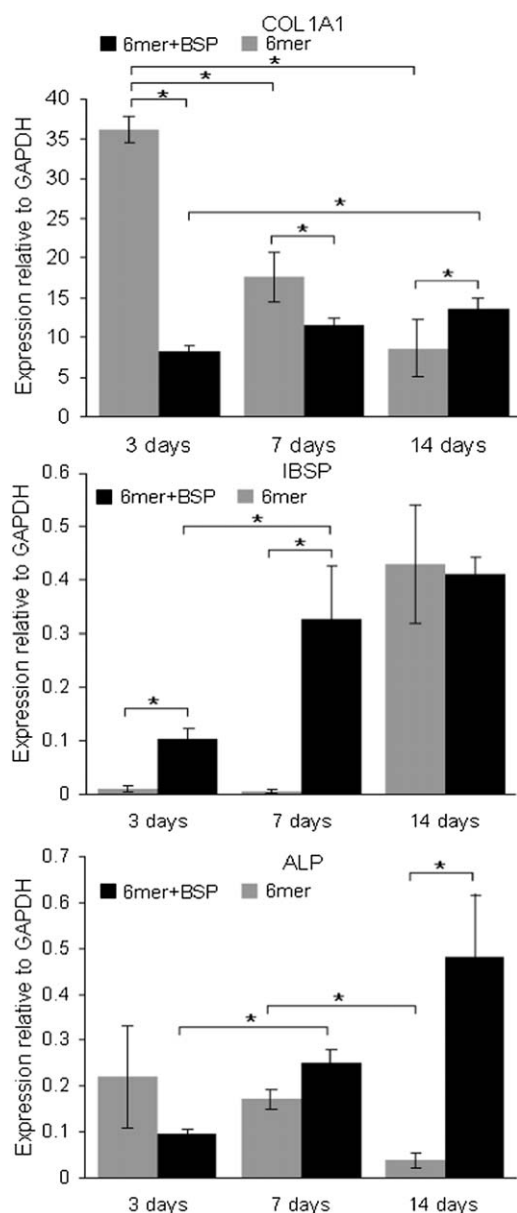 COL1A1
6mer+BSP 6mer
* * *
* * *
Expression relative to GAPDH
40
35
30
25
20
15
10
5
0
3 days 7 days 14 days
IBSP
6mer+BSP 6mer
* * *
Expression relative to GAPDH
0.6
0.5
0.4
0.3
0.2
0.1
0
3 days 7 days 14 days
ALP
6mer+BSP 6mer
* * *
Expression relative to GAPDH
0.7
0.6
0.5
0.4
0.3
0.2
0.1
0
3 days 7 days 14 days